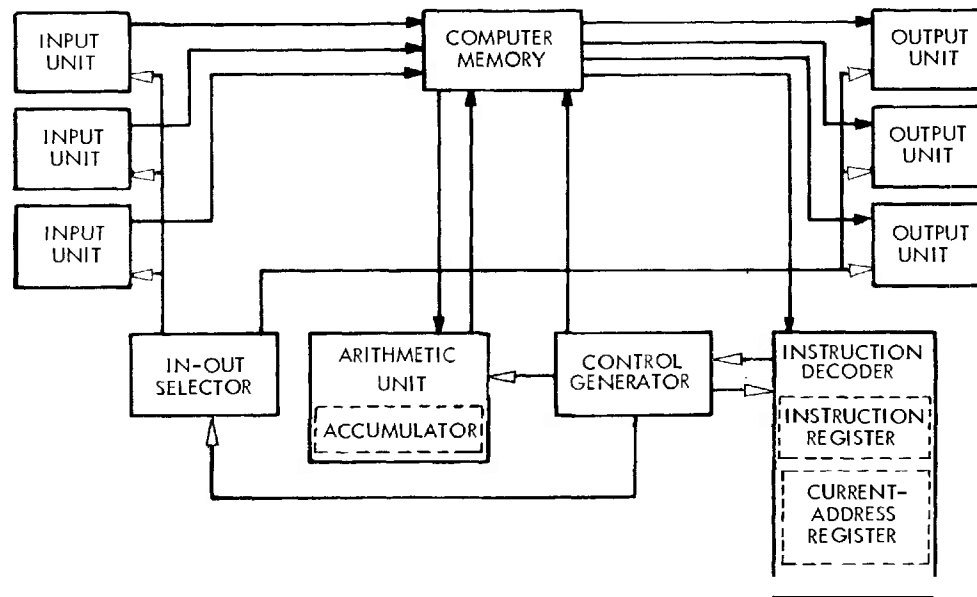 INPUT
UNIT
COMPUTER
MEMORY
OUTPUT
UNIT
INPUT
UNIT
OUTPUT
UNIT
INPUT
UNIT
OUTPUT
UNIT
IN-OUT
SELECTOR
ARITHMETIC
UNIT
ACCUMULATOR
CONTROL
GENERATOR
INSTRUCTION
DECODER
INSTRUCTION
REGISTER
CURRENT-
ADDRESS
REGISTER